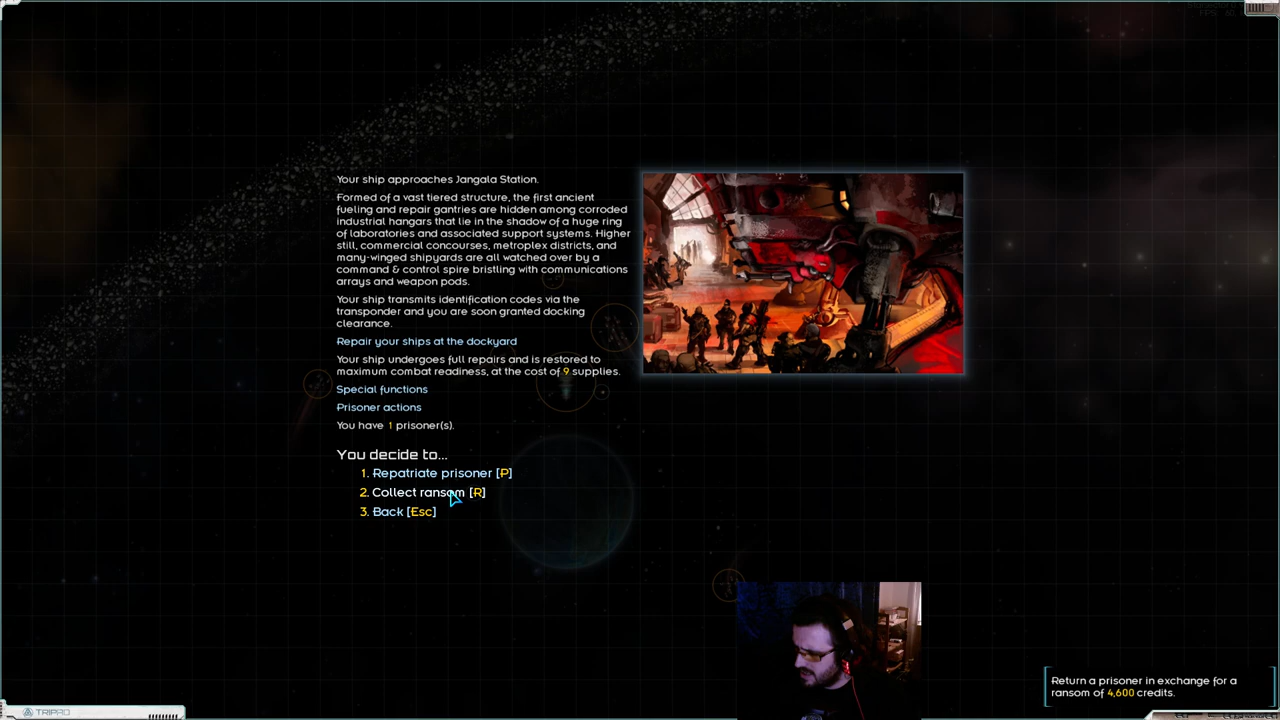 Your ship approaches Jangala Station.
Formed of a vast tiered structure, the first ancient
fueling and repair gantries are hidden among corroded
industrial hangars that lie in the shadow of a huge ring
of laboratories and associated support systems. Higher
still, commercial concourses, metroplex districts, and
many-winged shipyards are all watched over by a
command & control spire bristling with communications
arrays and weapon pods.
Your ship transmits identification codes via the
transponder and you are soon granted docking
clearance.
Repair your ships at the dockyard
Your ship undergoes full repairs and is restored to
maximum combat readiness, at the cost of 9 supplies.
Special functions
Prisoner actions
You have 1 prisoner(s).
You decide to...
1. Repatriate prisoner [P]
2. Collect ransom [R]
3. Back [Esc]
Return a prisoner in exchange for a
ransom of 4,600 credits.
TRIPAD